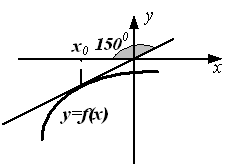 y
x₀ 150⁰
x
y=f(x)